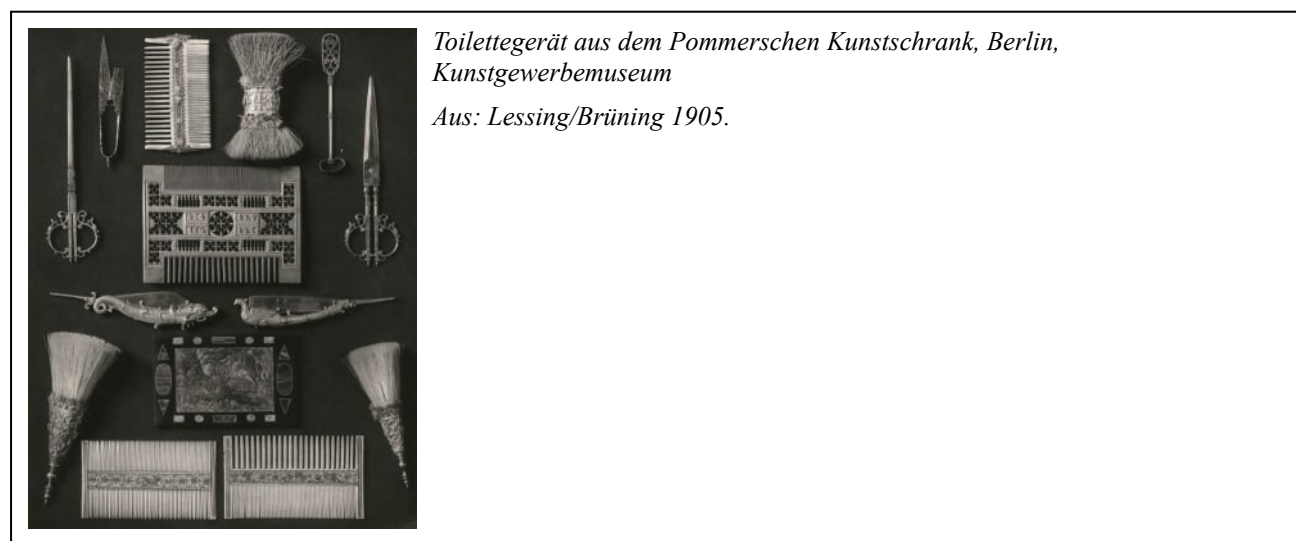 Toilettegerät aus dem Pommerschen Kunstschrank, Berlin,
Kunstgewerbemuseum
Aus: Lessing/Brüning 1905.